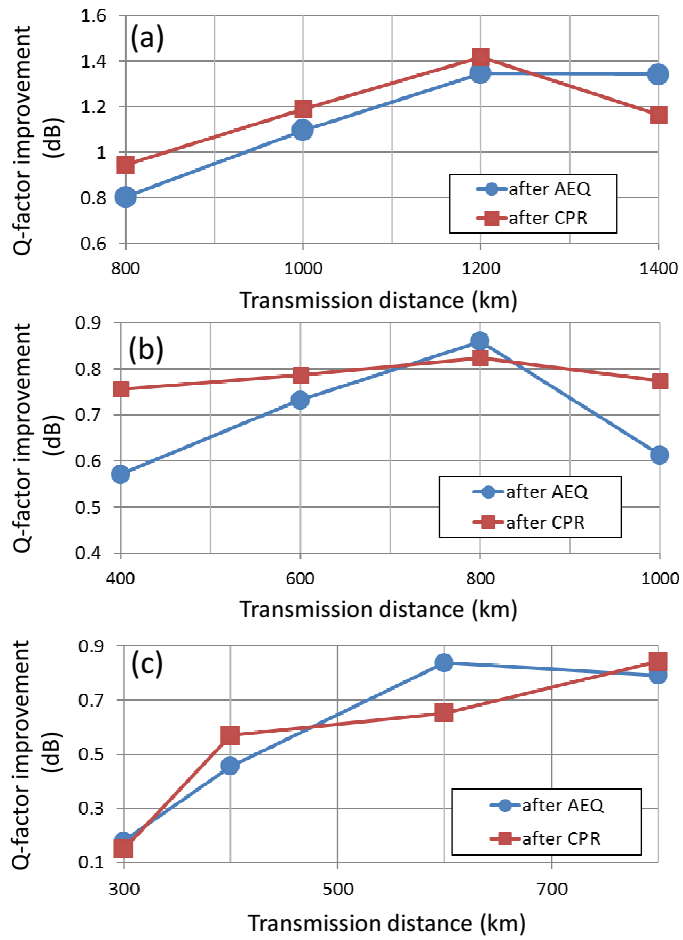 (a)
Q-factor improvement
(dB)
1.6
1.4
1.2
1
0.8
0.6
after AEQ
after CPR
800
1000
1200
1400
Transmission distance (km)
(b)
Q-factor improvement
(dB)
0.9
0.8
0.7
0.6
0.5
0.4
after AEQ
after CPR
400
600
800
1000
Transmission distance (km)
(c)
Q-factor improvement
(dB)
0.9
0.7
0.5
0.3
0.1
after AEQ
after CPR
300
500
700
Transmission distance (km)